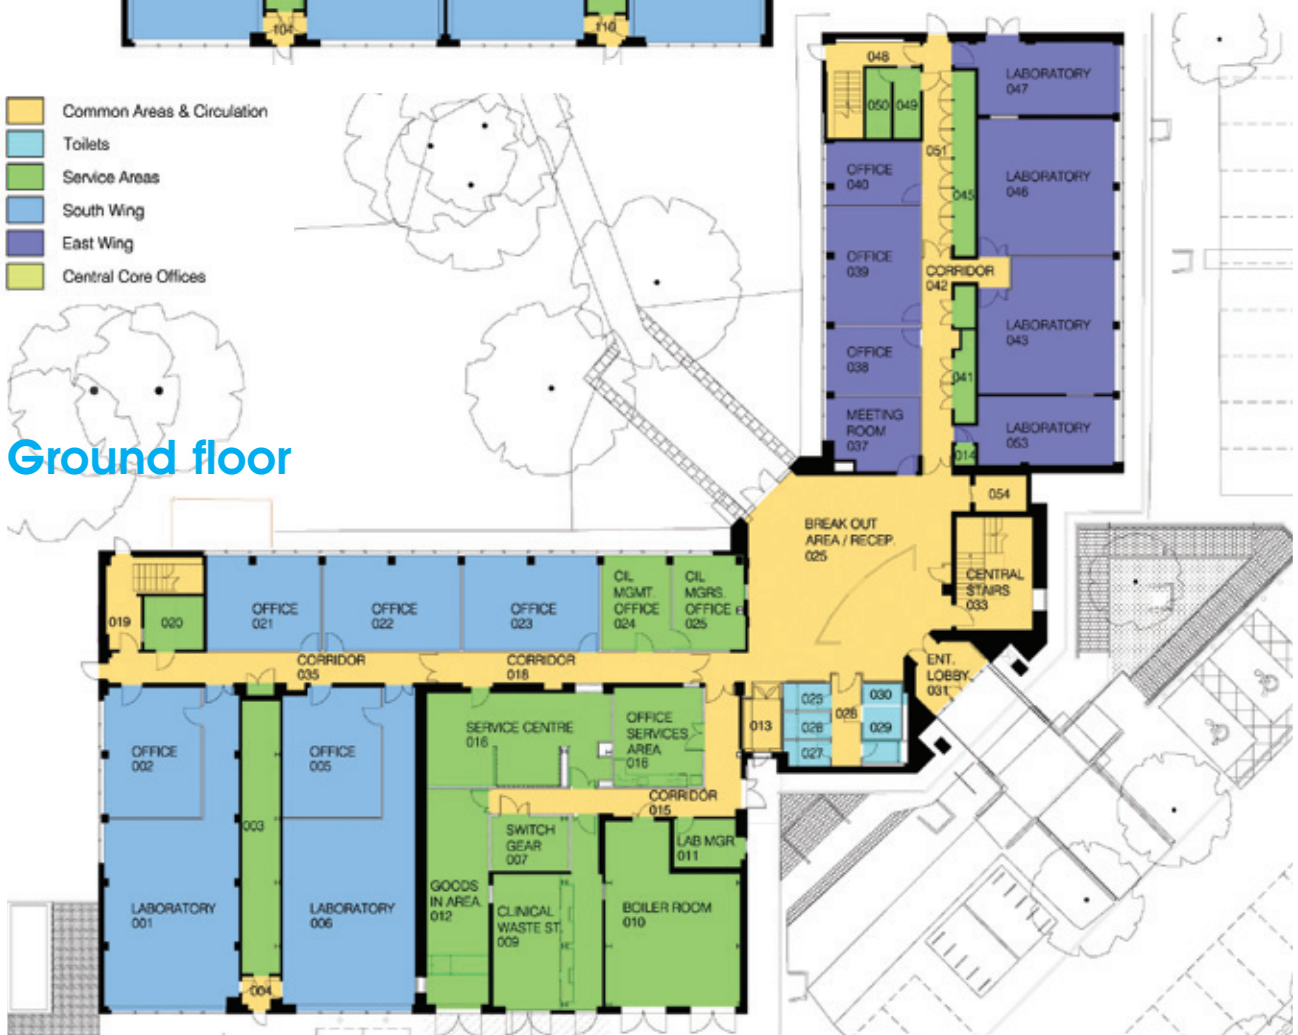 104
110
Common Areas & Circulation
Toilets
Service Areas
South Wing
East Wing
Central Core Offices
Ground floor
048
050
049
LABORATORY
047
051
OFFICE
040
045
LABORATORY
046
OFFICE
039
CORRIDOR
042
OFFICE
038
041
LABORATORY
043
MEETING
ROOM
037
LABORATORY
053
014
054
BREAK OUT
AREA / RECEP.
025
CENTRAL
STAIRS
033
ENT.
LOBBY
031
019
020
OFFICE
021
OFFICE
022
OFFICE
023
CIL
MGMT.
OFFICE
024
CIL
MGRS.
OFFICE
025
CORRIDOR
035
CORRIDOR
018
013
025
026
027
028
030
029
OFFICE
002
003
OFFICE
005
SERVICE CENTRE
016
OFFICE
SERVICES
AREA
016
CORRIDOR
015
SWITCH
GEAR
007
LAB MGR.
011
LABORATORY
001
LABORATORY
006
GOODS
IN AREA
012
CLINICAL
WASTE ST.
009
BOILER ROOM
010
004